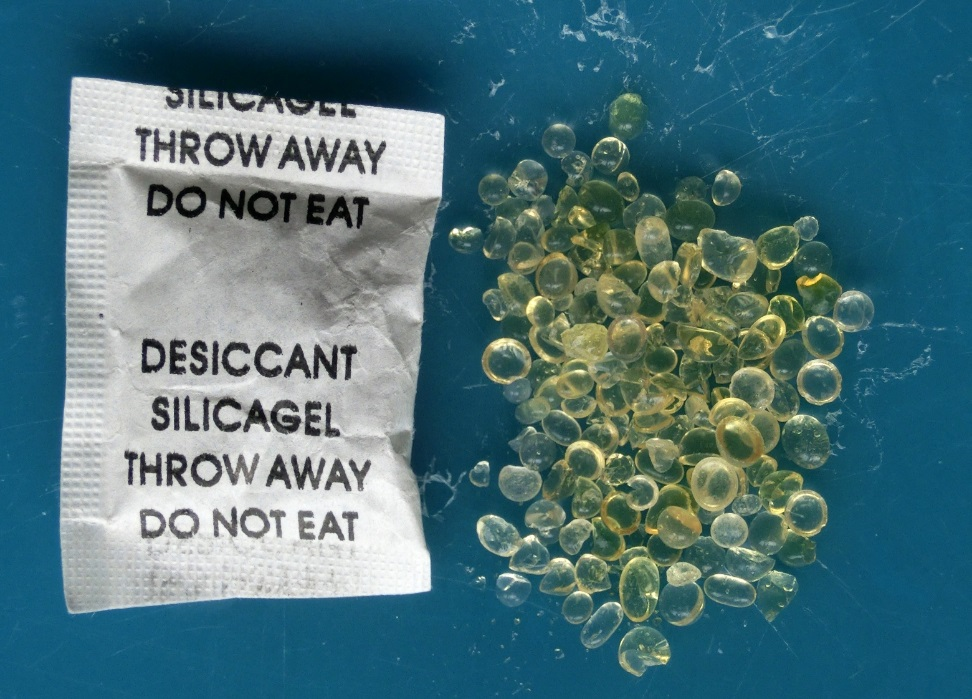 SILICAGEL
THROW AWAY
DO NOT EAT
DESICCANT
SILICAGEL
THROW AWAY
DO NOT EAT